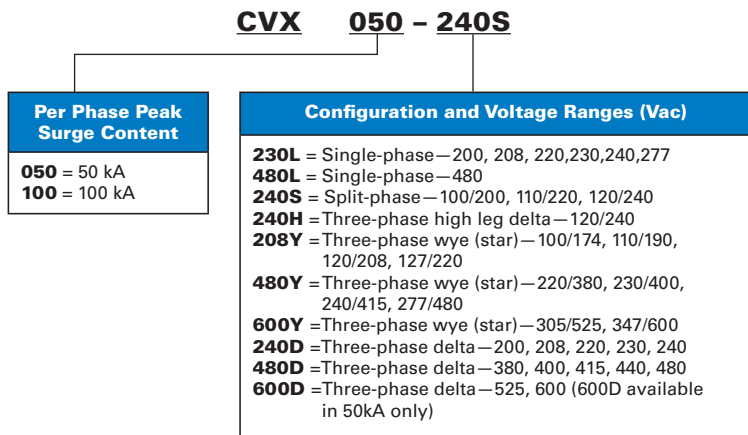 CVX 050 – 240S
Per Phase Peak
Surge Content
050 = 50 kA
100 = 100 kA
Configuration and Voltage Ranges (Vac)
230L = Single-phase—200, 208, 220,230,240,277
480L = Single-phase—480
240S = Split-phase—100/200, 110/220, 120/240
240H = Three-phase high leg delta—120/240
208Y =Three-phase wye (star)—100/174, 110/190,
120/208, 127/220
480Y =Three-phase wye (star)—220/380, 230/400,
240/415, 277/480
600Y =Three-phase wye (star)—305/525, 347/600
240D =Three-phase delta—200, 208, 220, 230, 240
480D =Three-phase delta—380, 400, 415, 440, 480
600D =Three-phase delta—525, 600 (600D available
in 50kA only)